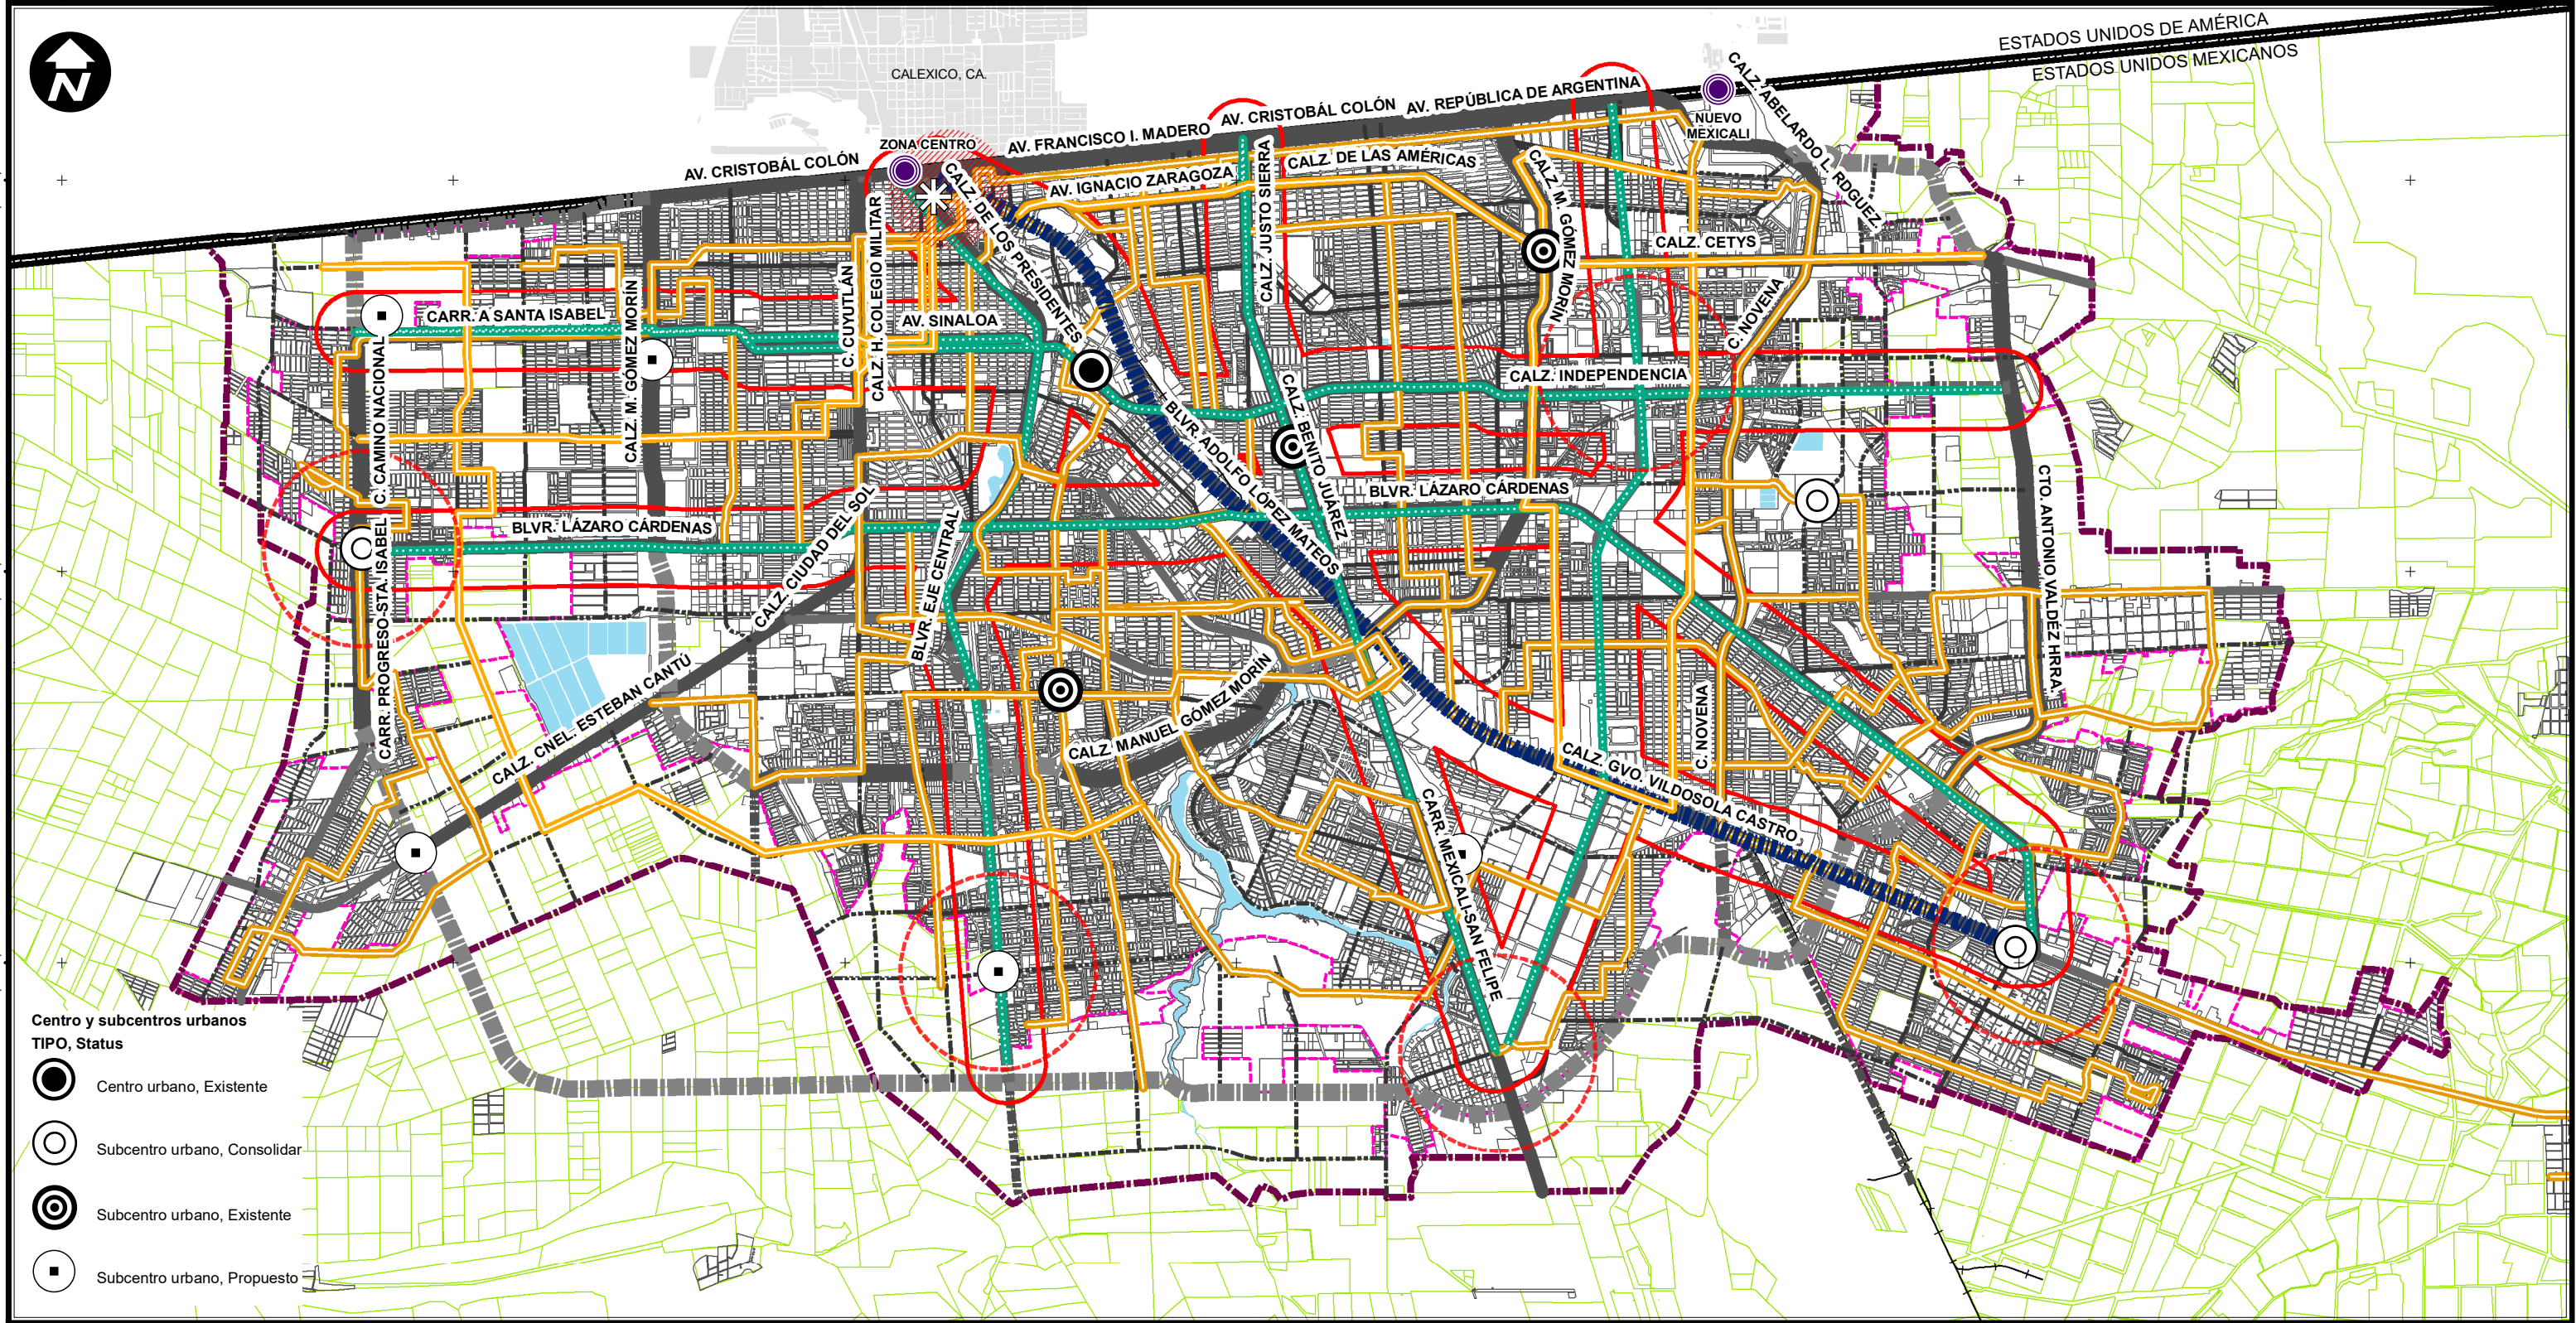 N
ESTADOS UNIDOS DE AMÉRICA
ESTADOS UNIDOS MEXICANOS
CALEXICO, CA.
CALZ. ABELARDO L. RDGUEZ.
AV. REPÚBLICA DE ARGENTINA
AV. CRISTOBÁL COLÓN
AV. FRANCISCO I. MADERO
NUEVO
MEXICALI
ZONA CENTRO
AV. CRISTOBÁL COLÓN
CALZ. DE LAS AMÉRICAS
AV. IGNACIO ZARAGOZA
CALZ. DE LOS PRESIDENTES
CALZ. JUSTO SIERRA
CALZ. M. GÓMEZ MORIN
CALZ. CETYS
C. NOVENA
CALZ. H. COLEGIO MILITAR
C. CUYUTLÁN
CALZ. M. GÓMEZ MORÍN
CARR. A SANTA ISABEL
AV. SINALOA
C. CAMINO NACIONAL
CALZ. INDEPENDENCIA
CALZ. BENITO JUÁREZ
BLVR. ADOLFO LÓPEZ MATEOS
BLVR. LÁZARO CÁRDENAS
BLVR. LÁZARO CÁRDENAS
CTO. ANTONIO VALDÉZ HRRRA.
CALZ. CIUDAD DEL SOL
BLVR. EJE CENTRAL
CARR. PROGRESO-STA. ISABEL
CALZ. CNEL. ESTEBAN CANTÚ
CALZ. MANUEL GÓMEZ MORÍN
C. NOVENA
CALZ. GVO. VILDOSOLA CASTRO
CARR. MEXICALI-SAN FELIPE
Centro y subcentros urbanos
TIPO, Status
Centro urbano, Existente
Subcentro urbano, Consolidar
Subcentro urbano, Existente
Subcentro urbano, Propuesto